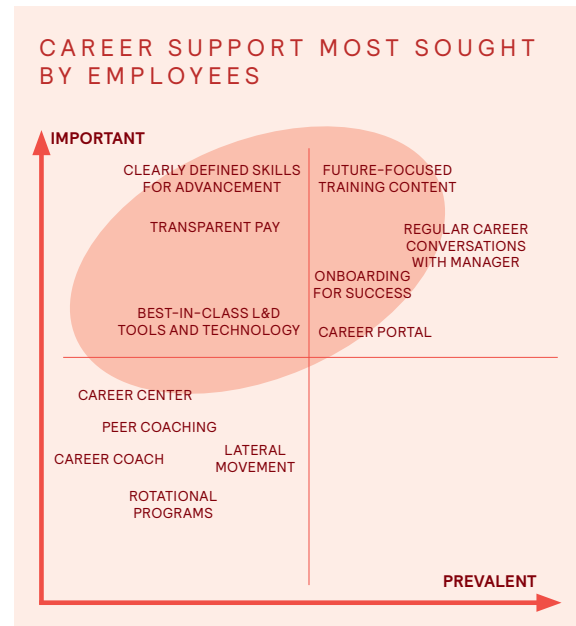 CAREER SUPPORT MOST SOUGHT
BY EMPLOYEES
IMPORTANT
CLEARLY DEFINED SKILLS
FOR ADVANCEMENT
FUTURE-FOCUSED
TRAINING CONTENT
TRANSPARENT PAY
REGULAR CAREER
CONVERSATIONS
WITH MANAGER
ONBOARDING
FOR SUCCESS
BEST-IN-CLASS L&D
TOOLS AND TECHNOLOGY
CAREER PORTAL
CAREER CENTER
PEER COACHING
CAREER COACH
LATERAL
MOVEMENT
ROTATIONAL
PROGRAMS
PREVALENT